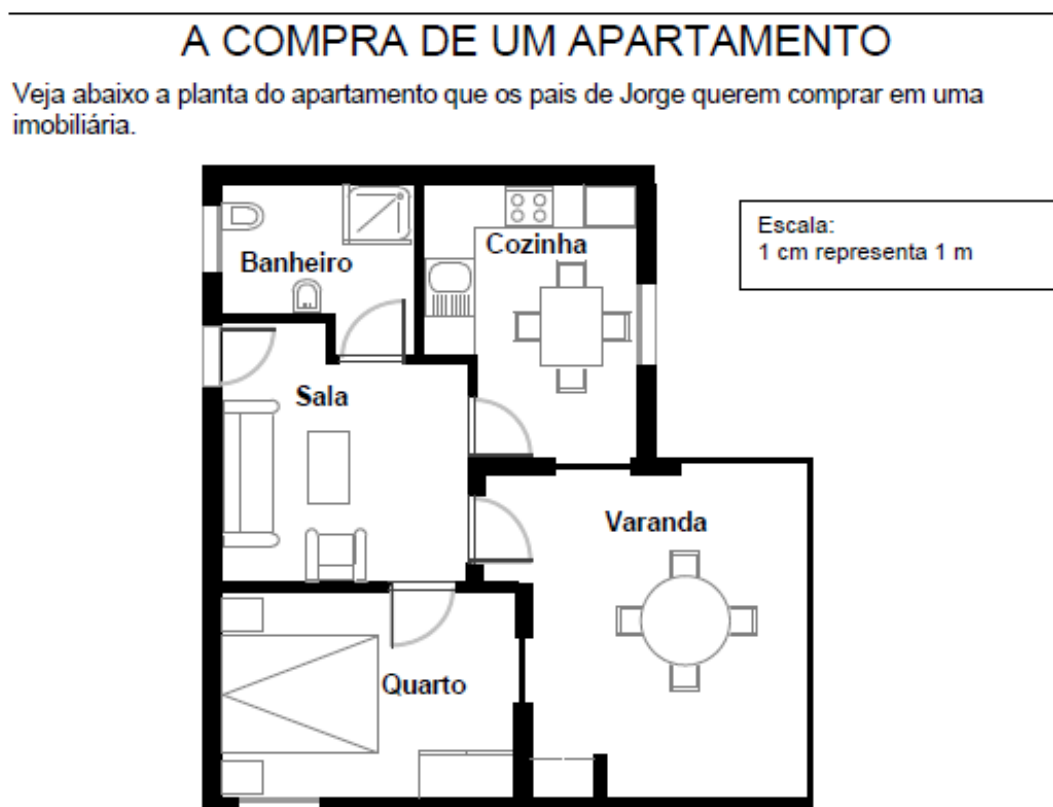 A COMPRA DE UM APARTAMENTO
Veja abaixo a planta do apartamento que os pais de Jorge querem comprar em uma
imobiliária.
Escala:
1 cm representa 1 m
Cozinha
Banheiro
Sala
Varanda
Quarto